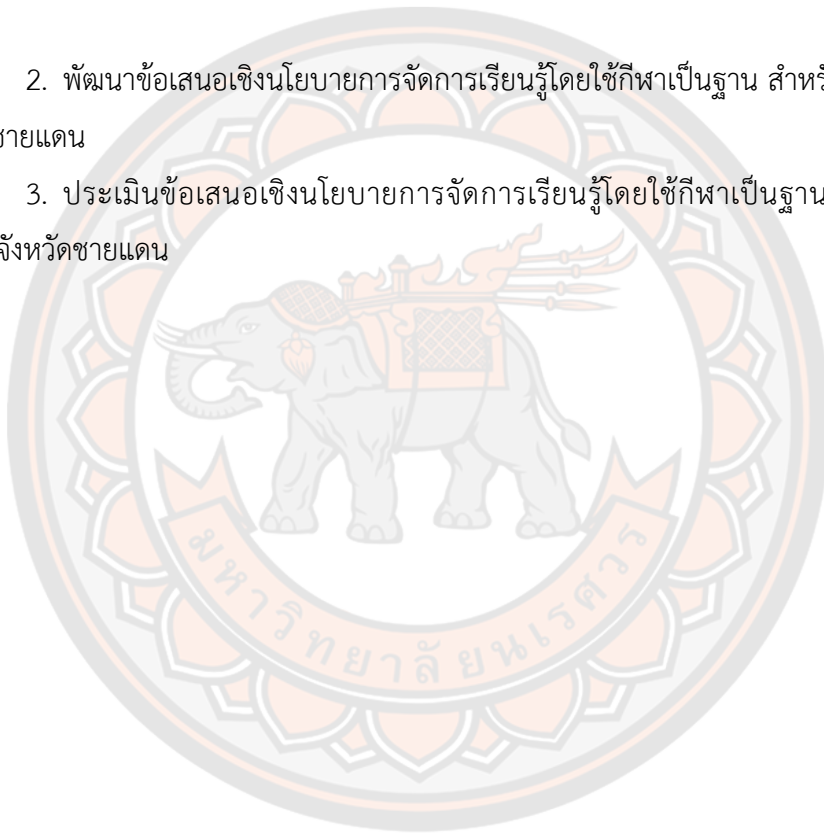 2. พัฒนาข้อเสนอเชิงนโยบายการจัดการเรียนรู้โดยใช้กีฬาเป็นฐาน
ชายแดน
3. ประเมินข้อเสนอเชิงนโยบายการจัดการเรียนรู้โดยใช้กีฬาเป็นฐาน
จังหวัดชายแดน
มหาวิทยาลัยนเรศวร